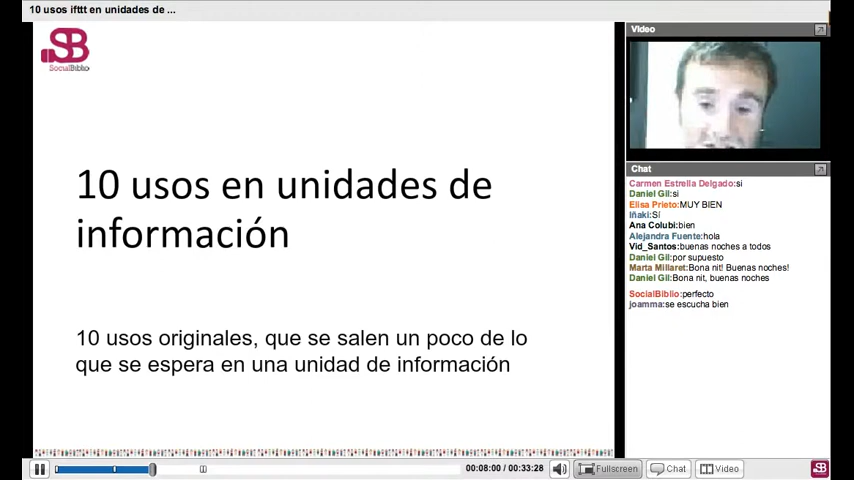 10 usos ifttt en unidades de ...
SB
SocialBiblio
10 usos en unidades de
información
10 usos originales, que se salen un poco de lo
que se espera en una unidad de información
Video
Chat
Carmen Estrella Delgado:si
Daniel Gil:si
Elisa Prieto:MUY BIEN
Iñaki:SÍ
Ana Colubi:bien
Alejandra Fuente:hola
Vid_Santos:buenas noches a todos
Daniel Gil:por supuesto
Marta Millaret:Bona nit! Buenas noches!
Daniel Gil:Bona nit, buenas noches
SocialBiblio:perfecto
joamma:se escucha bien
00:08:00 / 00:33:28
Fullscreen
Chat
Video
SB